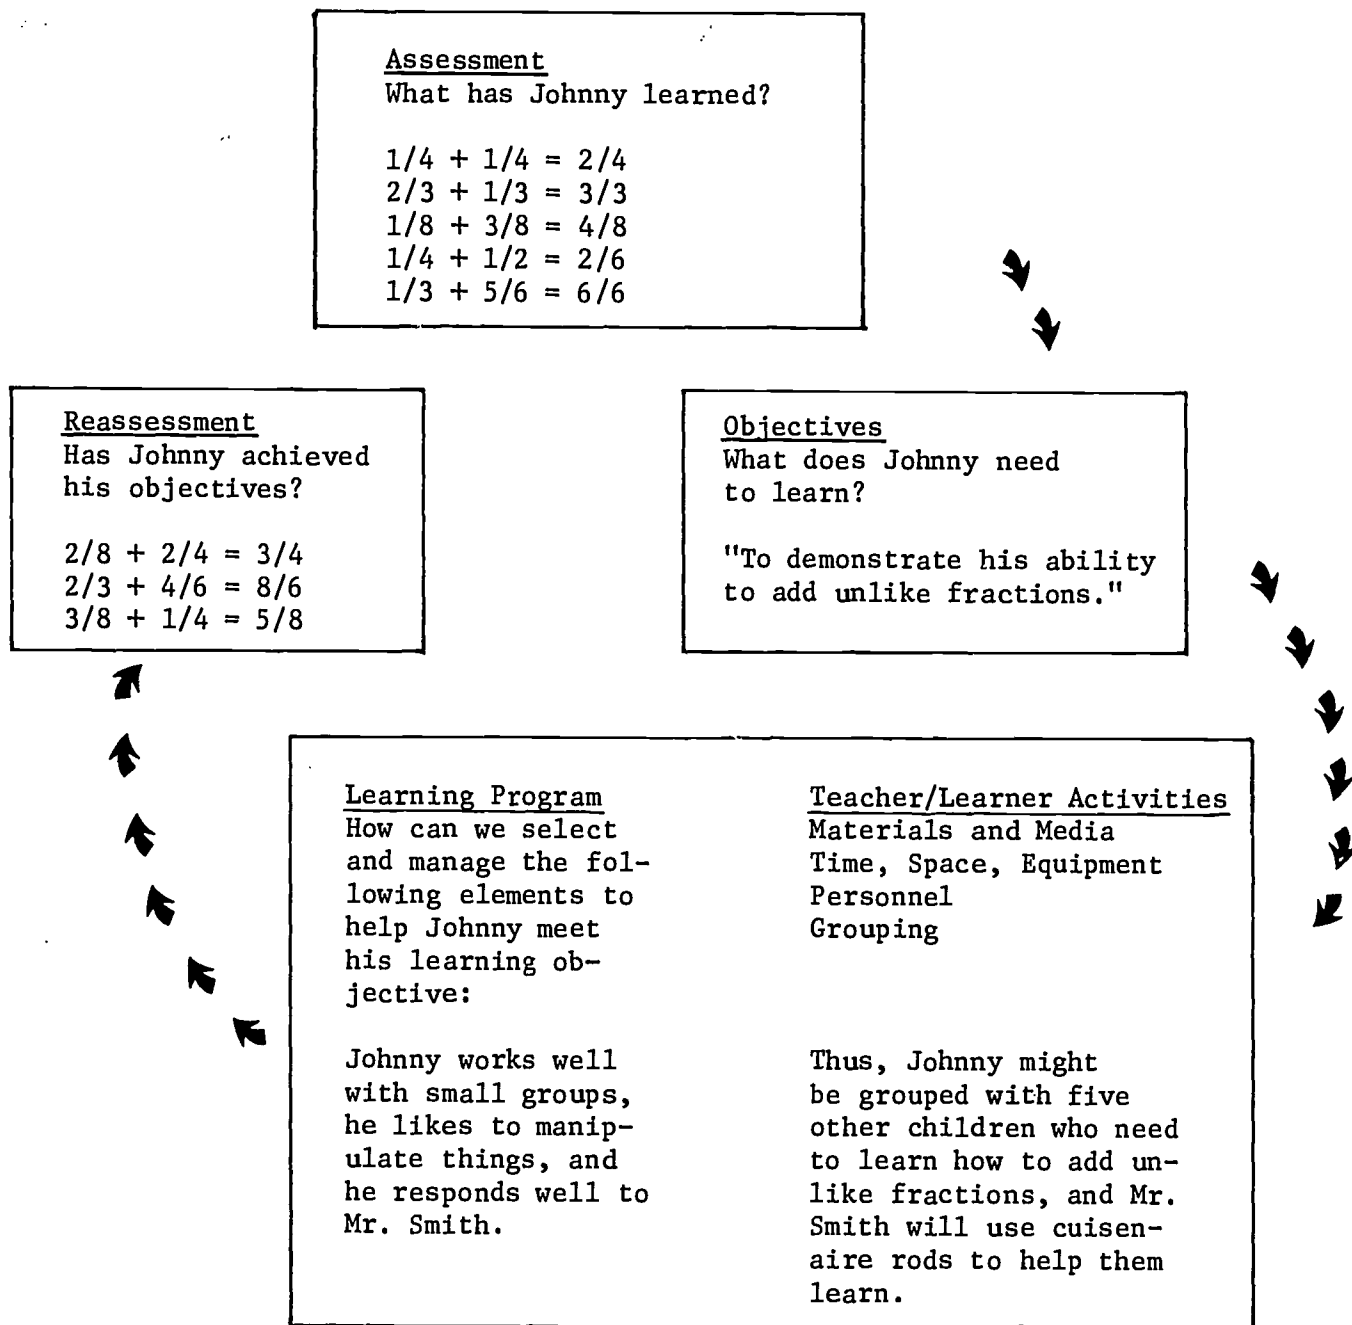 Assessment
What has Johnny learned?
1/4 + 1/4 = 2/4
2/3 + 1/3 = 3/3
1/8 + 3/8 = 4/8
1/4 + 1/2 = 2/6
1/3 + 5/6 = 6/6
Reassessment
Has Johnny achieved
his objectives?
2/8 + 2/4 = 3/4
2/3 + 4/6 = 8/6
3/8 + 1/4 = 5/8
Objectives
What does Johnny need
to learn?
"To demonstrate his ability
to add unlike fractions."
Learning Program
How can we select
and manage the fol-
lowing elements to
help Johnny meet
his learning ob-
jective:
Johnny works well
with small groups,
he likes to manip-
ulate things, and
he responds well to
Mr. Smith.
Teacher/Learner Activities
Materials and Media
Time, Space, Equipment
Personnel
Grouping
Thus, Johnny might
be grouped with five
other children who need
to learn how to add un-
like fractions, and Mr.
Smith will use cuisen-
aire rods to help them
learn.